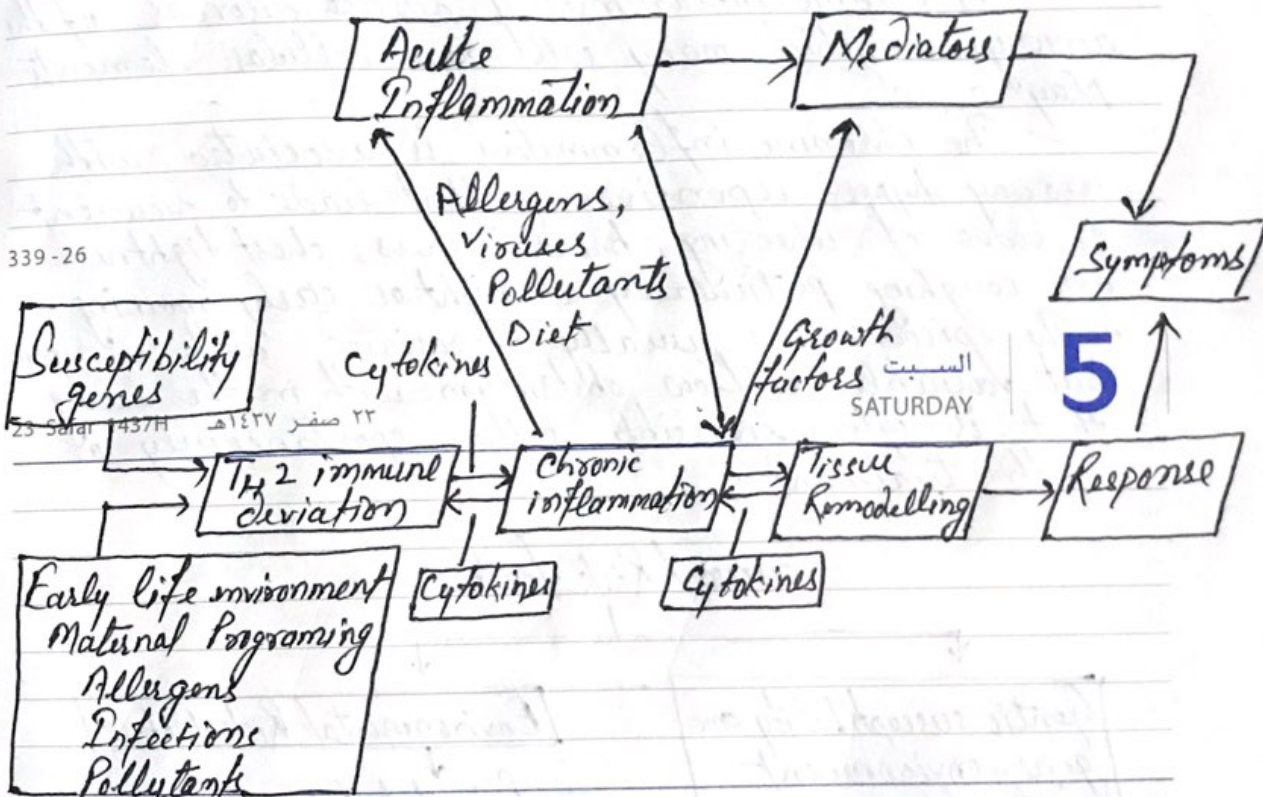 Acute
Inflammation
Mediators
Allergens,
viruses
Pollutants
Diet
Symptoms
339-26
Susceptibility
genes
Cytokines
Growth
factors
السبت
SATURDAY
5
23 Safar 1437H
٢٣ صفر ١٤٣٧هـ
TH2 immune
deviation
Chronic
inflammation
Tissue
Remodelling
Response
Cytokines
Cytokines
Early life environment
Maternal Programing
Allergens
Infections
Pollutants